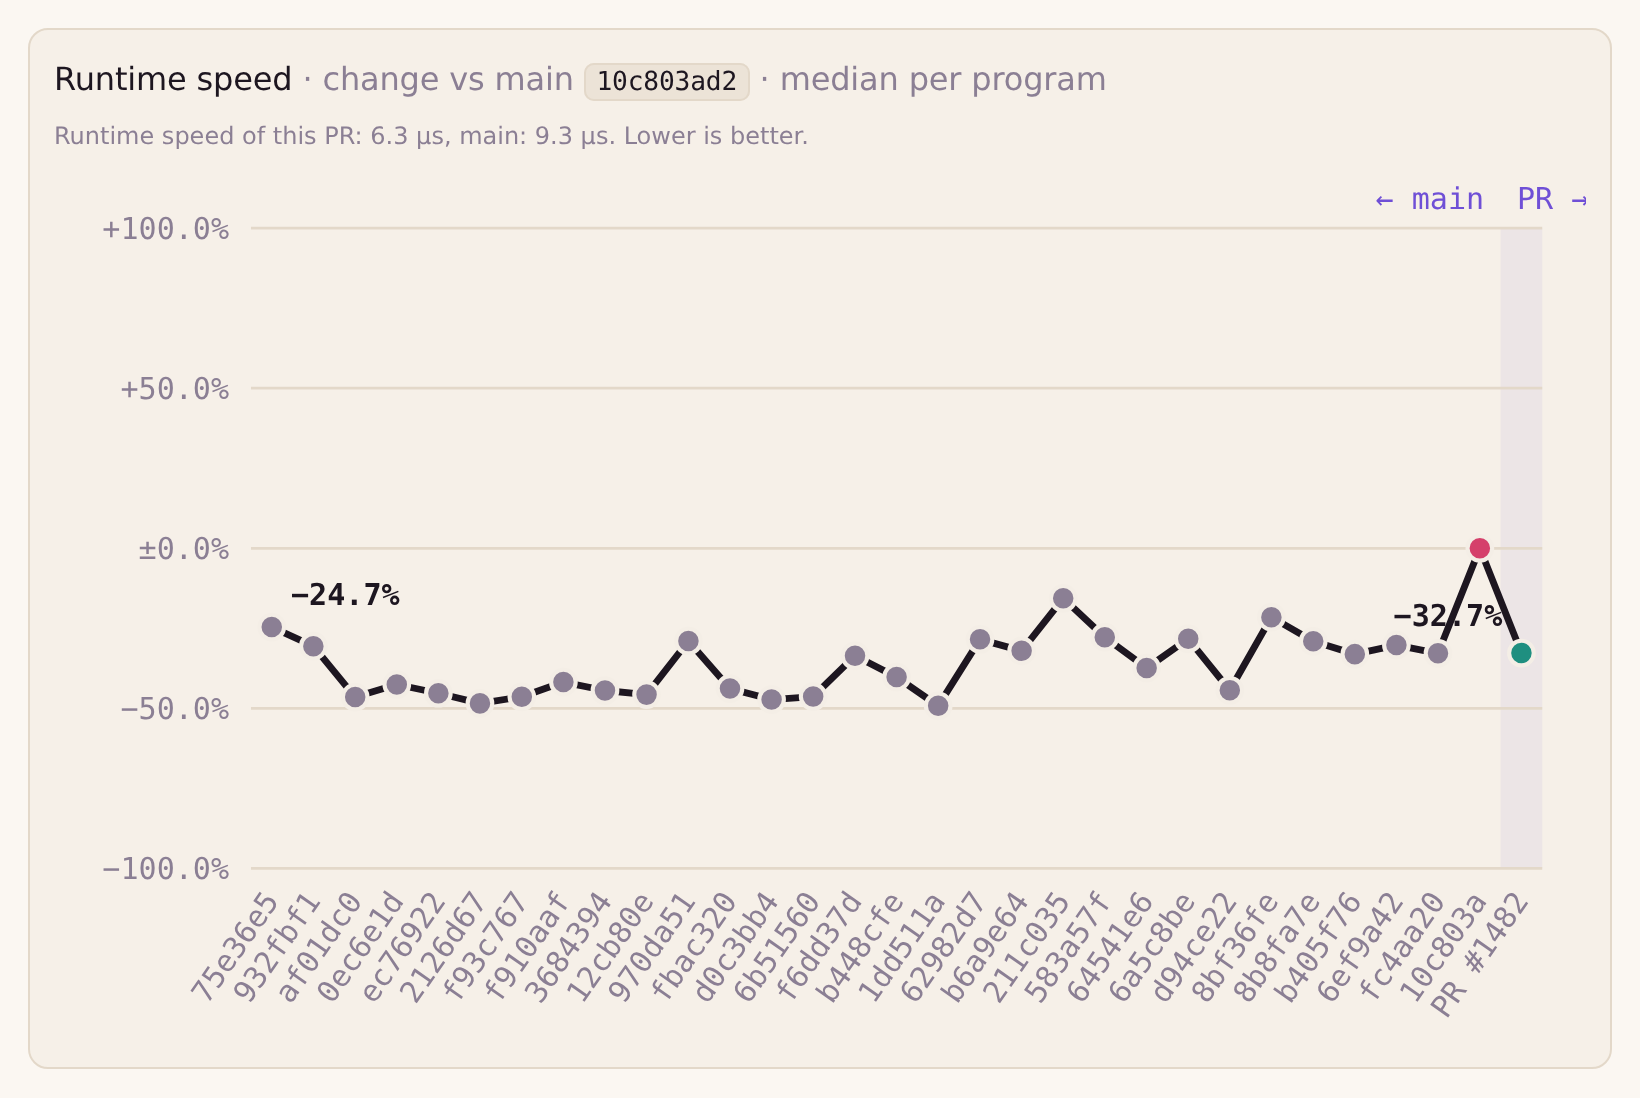 Runtime speed · change vs main 10c803ad2 · median per program
Runtime speed of this PR: 6.3 µs, main: 9.3 µs. Lower is better.
← main PR →
+100.0%
+50.0%
±0.0%
−24.7%
−32.7%
−50.0%
−100.0%
75e36e5
932fbf1
af01dc0
0ec6e1d
ec76922
2126d67
f93c767
f910aaf
3684394
12cb80e
970da51
fbac320
d0c3bb4
6b51560
f6dd37d
b448cfe
1dd511a
62982d7
b6a9e64
211c035
583a57f
64541e6
6a5c8be
d94ce22
8bf36fe
8b8fa7e
b405f76
6ef9a42
fc4aa20
10c803a
PR #1482